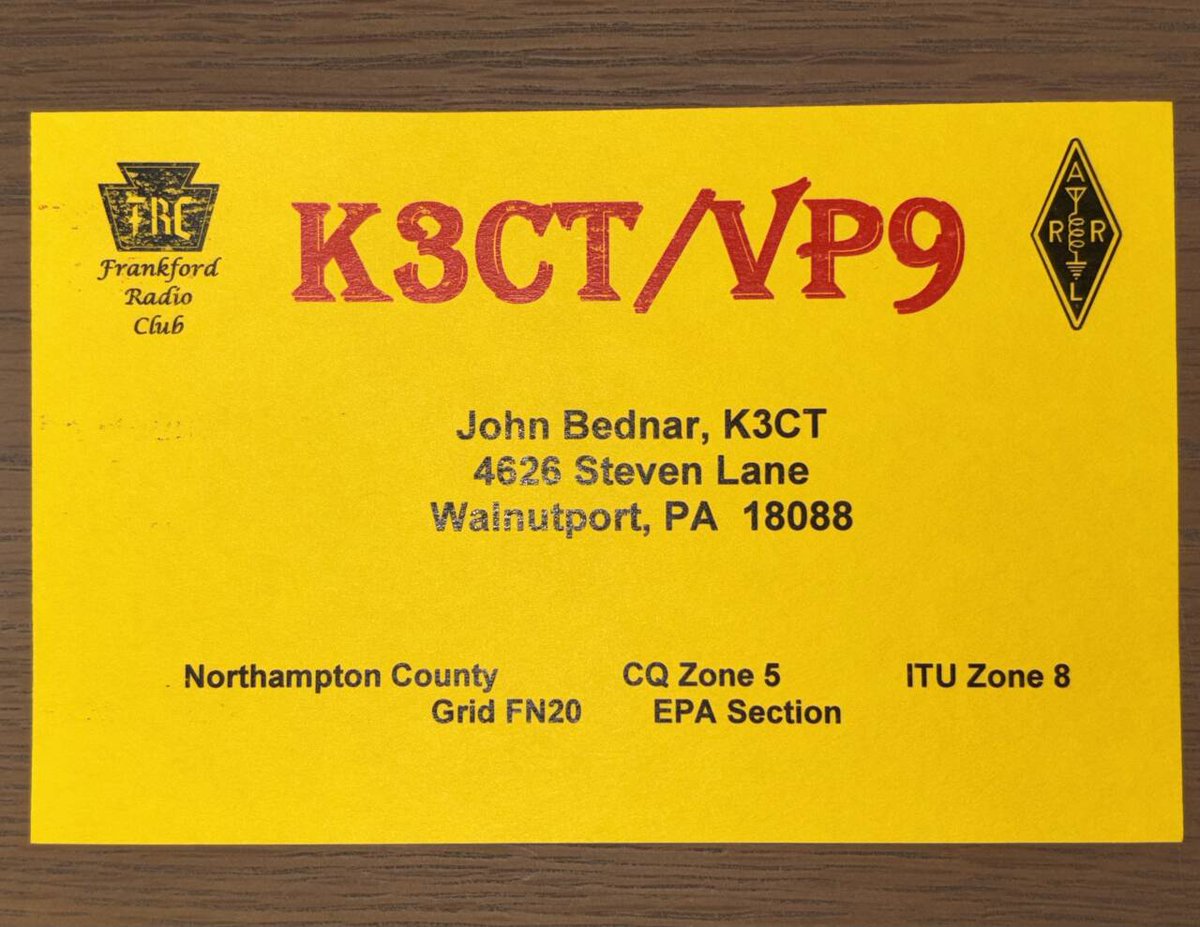 FRC
Frankford
Radio
Club
K3CT/VP9
A
R R
L
John Bednar, K3CT
4626 Steven Lane
Walnutport, PA 18088
Northampton County CQ Zone 5 ITU Zone 8
Grid FN20 EPA Section